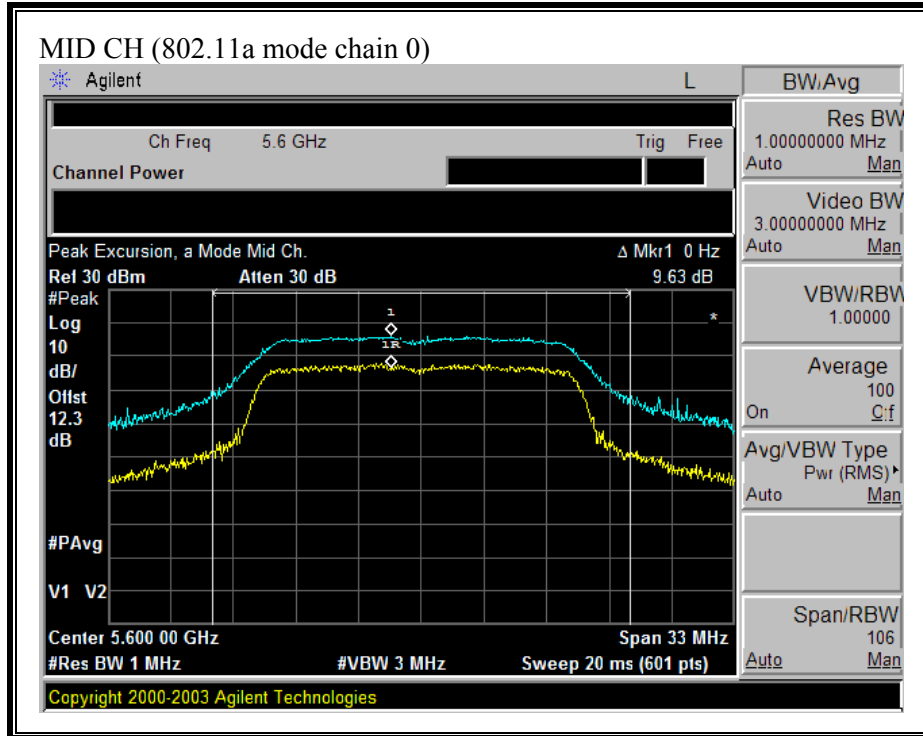 MID CH (802.11a mode chain 0)
Agilent L
Ch Freq 5.6 GHz Trig Free
Channel Power
Peak Excursion, a Mode Mid Ch. Δ Mkr1 0 Hz
Ref 30 dBm Atten 30 dB 9.63 dB
#Peak
Log
10
dB/
Offst
12.3
dB
1
1R
*
#PAvg
V1 V2
Center 5.600 00 GHz Span 33 MHz
#Res BW 1 MHz #VBW 3 MHz Sweep 20 ms (601 pts)
Copyright 2000-2003 Agilent Technologies
BW/Avg
Res BW
1.00000000 MHz
Auto Man
Video BW
3.00000000 MHz
Auto Man
VBW/RBW
1.00000
Average
100
On Off
Avg/VBW Type
Pwr (RMS)
Auto Man
Span/RBW
106
Auto Man